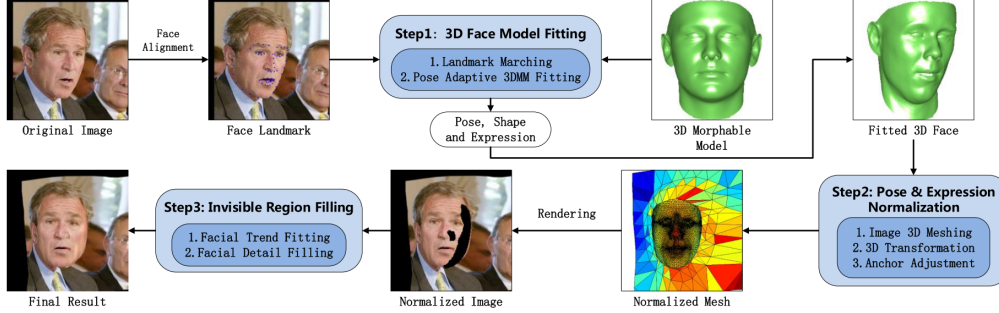 Face
Alignment
Step1: 3D Face Model Fitting
1. Landmark Marching
2. Pose Adaptive 3DMM Fitting
Original Image
Face Landmark
Pose, Shape
and Expression
3D Morphable
Model
Fitted 3D Face
Step2: Pose & Expression
Normalization
1. Image 3D Meshing
2. 3D Transformation
3. Anchor Adjustment
Rendering
Step3: Invisible Region Filling
1. Facial Trend Fitting
2. Facial Detail Filling
Final Result
Normalized Image
Normalized Mesh